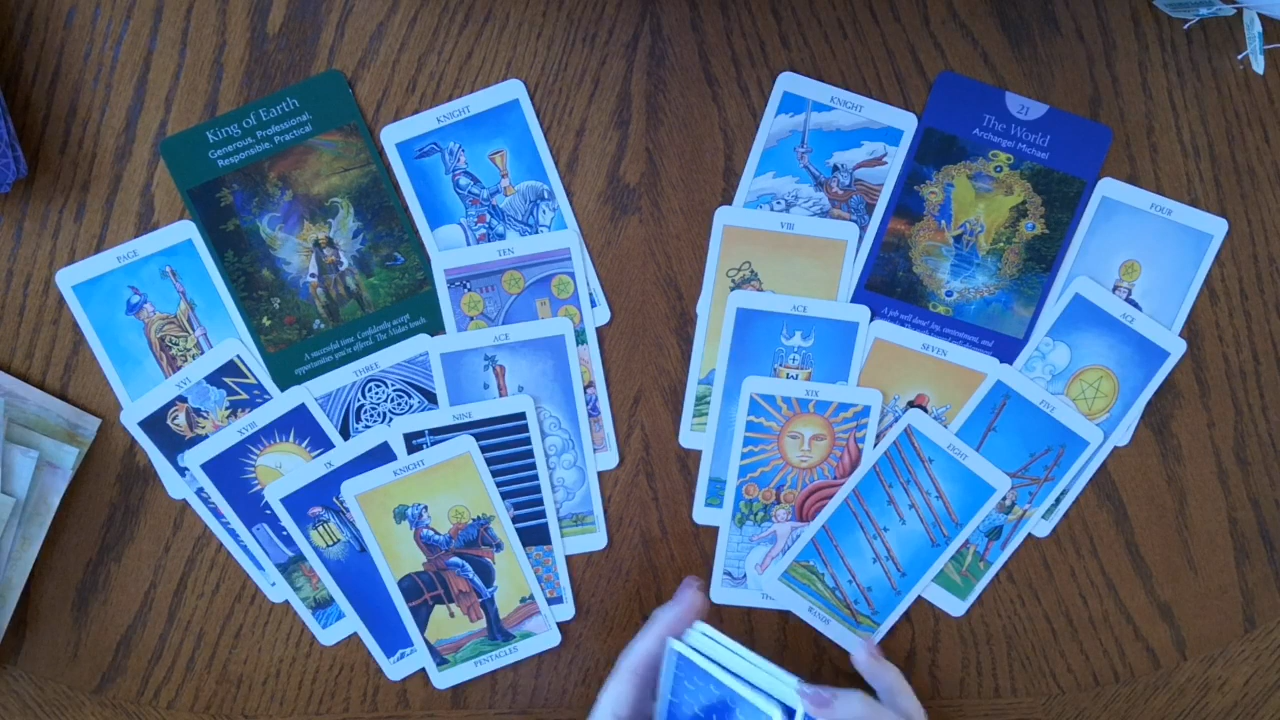 King of Earth
Generous, Professional,
Responsible, Practical
A successful time. Confidently accept
opportunities you're offered. The Midas touch.
KNIGHT
PAGE
TEN
ACE
THREE
XVI
XVIII
IX
NINE
KNIGHT
PENTACLES
KNIGHT
21
The World
Archangel Michael
A job well done! Joy, contentment, and
FOUR
VIII
ACE
ACE
SEVEN
FIVE
XIX
EIGHT
WANDS